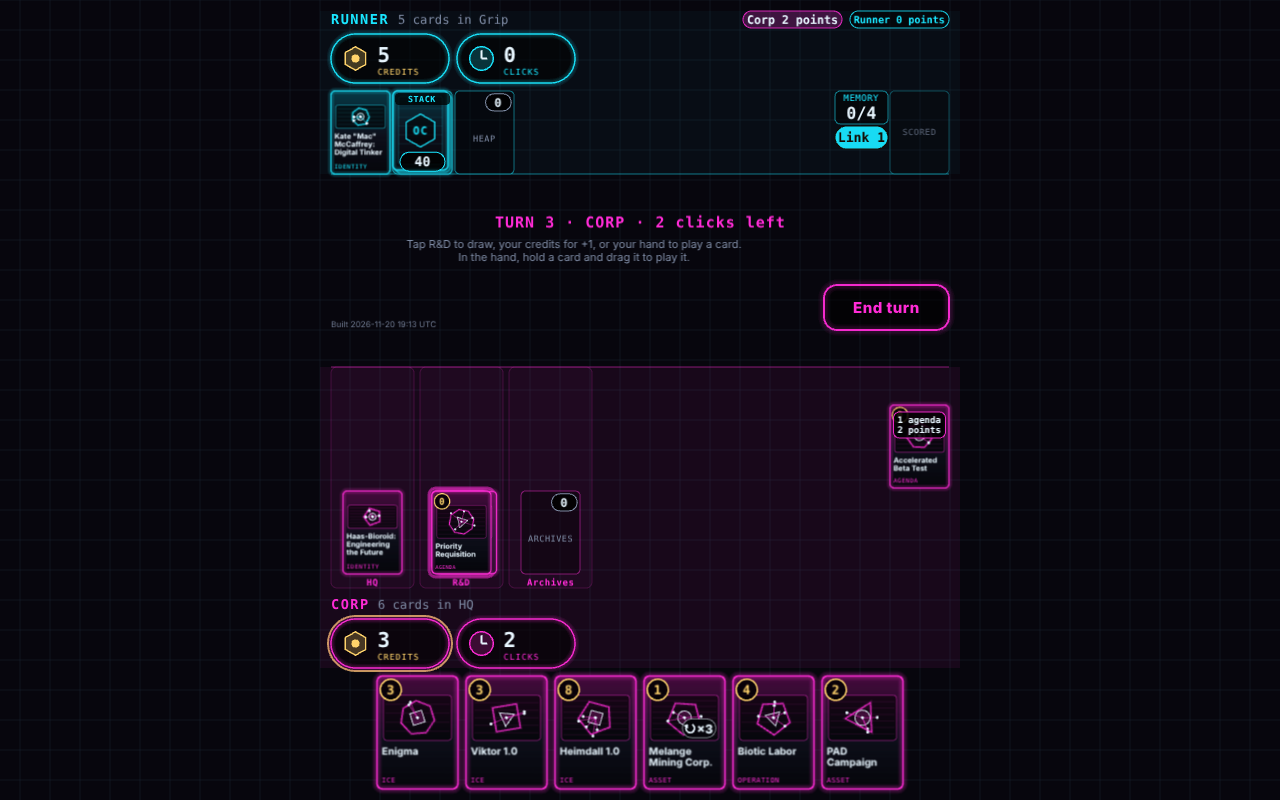 RUNNER 5 cards in Grip
Corp 2 points
Runner 0 points
5
CREDITS
0
CLICKS
Kate "Mac"
McCaffrey:
Digital Tinker
IDENTITY
STACK
OC
40
0
HEAP
MEMORY
0/4
Link 1
SCORED
TURN 3 · CORP · 2 clicks left
Tap R&D to draw, your credits for +1, or your hand to play a card.
In the hand, hold a card and drag it to play it.
End turn
Built 2026-11-20 19:13 UTC
1 agenda
2 points
Accelerated
Beta Test
AGENDA
Haas-Bioroid:
Engineering
the Future
IDENTITY
HQ
0
Priority
Requisition
AGENDA
R&D
0
ARCHIVES
Archives
CORP 6 cards in HQ
3
CREDITS
2
CLICKS
3
Enigma
ICE
3
Viktor 1.0
ICE
8
Heimdall 1.0
ICE
1
×3
Melange
Mining Corp.
ASSET
4
Biotic Labor
OPERATION
2
PAD
Campaign
ASSET